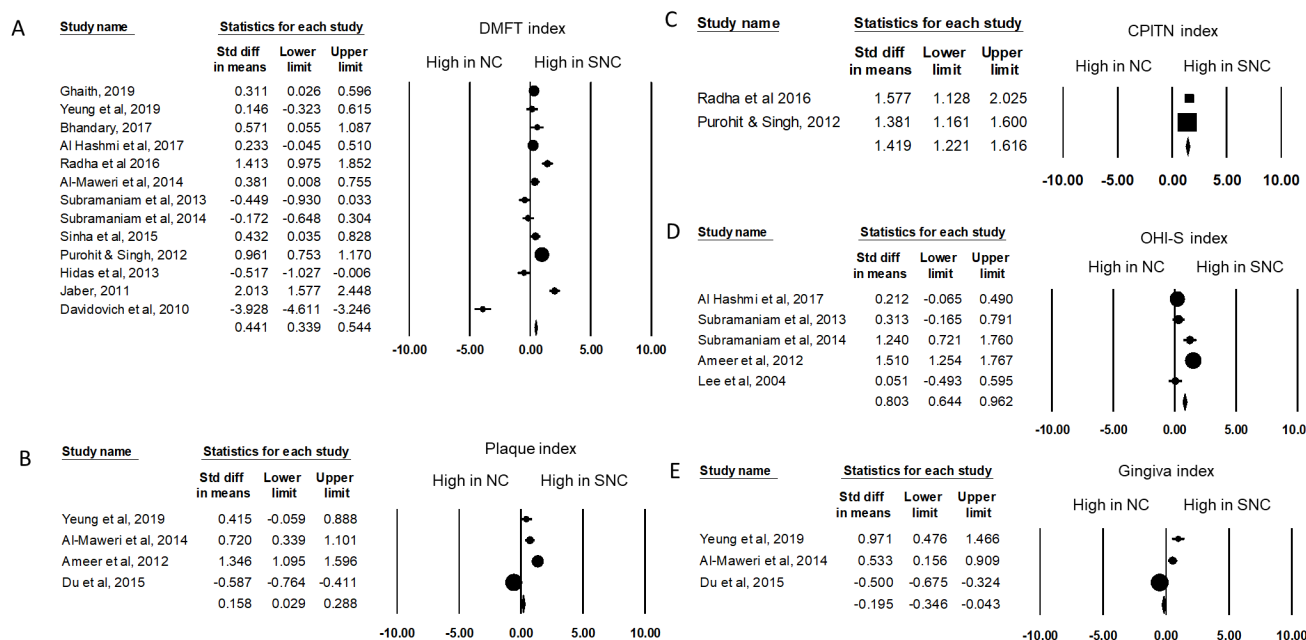 A
Study name Statistics for each study DMFT index
Std diff in means Lower limit Upper limit High in NC High in SNC
Ghaith, 2019 0.311 0.026 0.596
Yeung et al, 2019 0.146 -0.323 0.615
Bhandary, 2017 0.571 0.055 1.087
Al Hashmi et al, 2017 0.233 -0.045 0.510
Radha et al 2016 1.413 0.975 1.852
Al-Maweri et al, 2014 0.381 0.008 0.755
Subramaniam et al, 2013 -0.449 -0.930 0.033
Subramaniam et al, 2014 -0.172 -0.648 0.304
Sinha et al, 2015 0.432 0.035 0.828
Purohit & Singh, 2012 0.961 0.753 1.170
Hidas et al, 2013 -0.517 -1.027 -0.006
Jaber, 2011 2.013 1.577 2.448
Davidovich et al, 2010 -3.928 -4.611 -3.246
0.441 0.339 0.544
-10.00 -5.00 0.00 5.00 10.00
B
Study name Statistics for each study Plaque index
Std diff in means Lower limit Upper limit High in NC High in SNC
Yeung et al, 2019 0.415 -0.059 0.888
Al-Maweri et al, 2014 0.720 0.339 1.101
Ameer et al, 2012 1.346 1.095 1.596
Du et al, 2015 -0.587 -0.764 -0.411
0.158 0.029 0.288
-10.00 -5.00 0.00 5.00 10.00
C
Study name Statistics for each study CPITN index
Std diff in means Lower limit Upper limit High in NC High in SNC
Radha et al 2016 1.577 1.128 2.025
Purohit & Singh, 2012 1.381 1.161 1.600
1.419 1.221 1.616
-10.00 -5.00 0.00 5.00 10.00
D
Study name Statistics for each study OHI-S index
Std diff in means Lower limit Upper limit High in NC High in SNC
Al Hashmi et al, 2017 0.212 -0.065 0.490
Subramaniam et al, 2013 0.313 -0.165 0.791
Subramaniam et al, 2014 1.240 0.721 1.760
Ameer et al, 2012 1.510 1.254 1.767
Lee et al, 2004 0.051 -0.493 0.595
0.803 0.644 0.962
-10.00 -5.00 0.00 5.00 10.0
E
Study name Statistics for each study Gingiva index
Std diff in means Lower limit Upper limit High in NC High in SNC
Yeung et al, 2019 0.971 0.476 1.466
Al-Maweri et al, 2014 0.533 0.156 0.909
Du et al, 2015 -0.500 -0.675 -0.324
-0.195 -0.346 -0.043
-10.00 -5.00 0.00 5.00 10.00